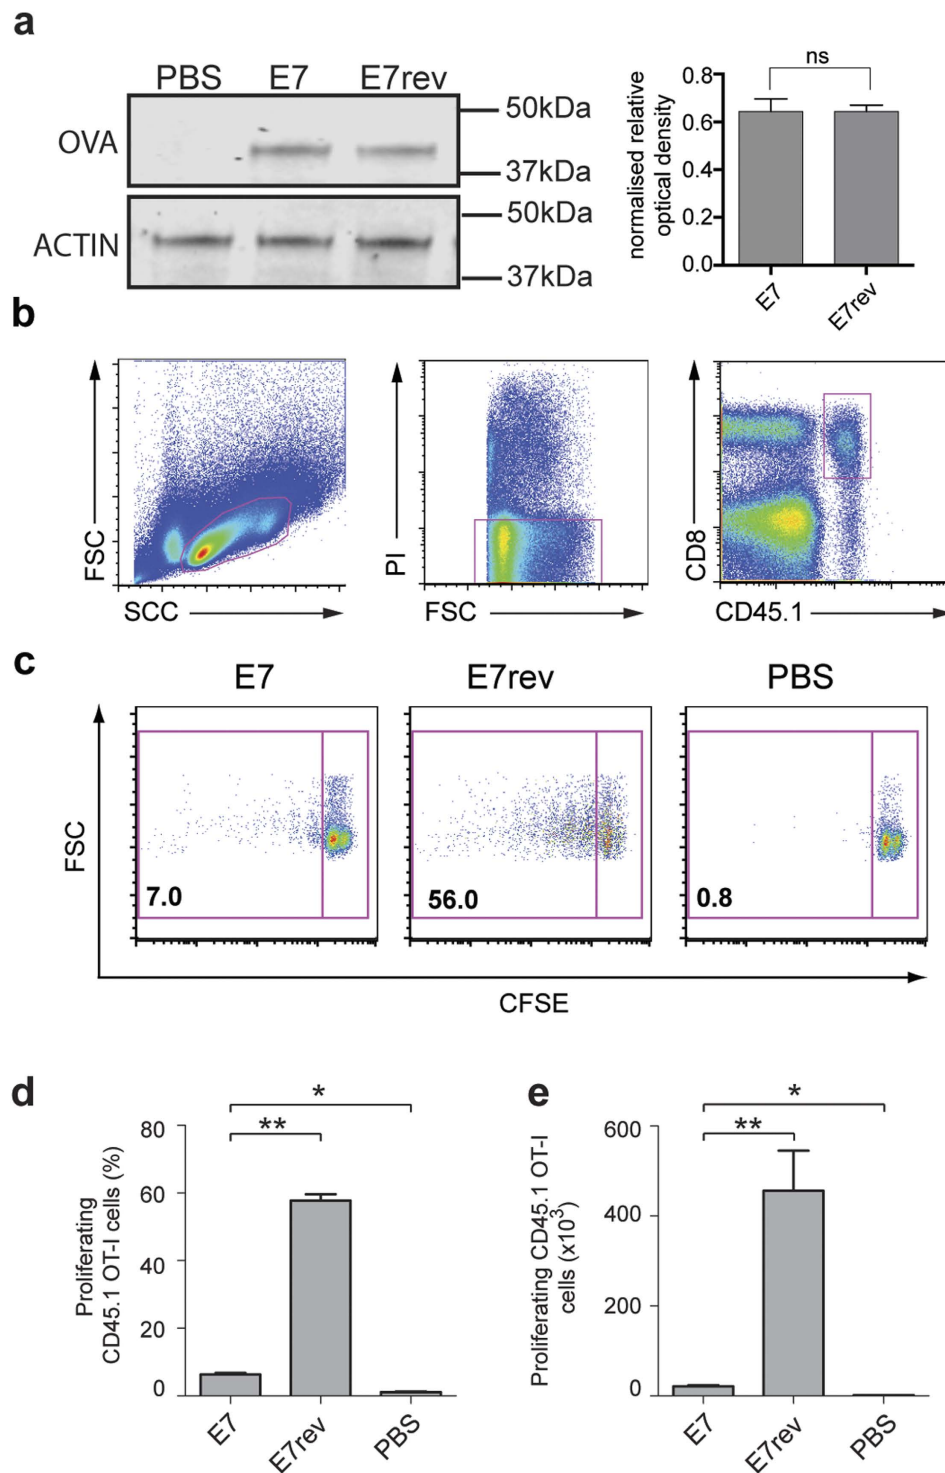 a
PBS E7 E7rev
OVA
50kDa
37kDa
ACTIN
50kDa
37kDa
normalised relative
optical density
0.8
0.6
0.4
0.2
0.0
ns
E7
E7rev
b
FSC
SCC
PI
FSC
CD8
CD45.1
c
E7 E7rev PBS
FSC
7.0
56.0
0.8
CFSE
d
Proliferating
CD45.1 OT-I cells (%)
80
60
40
20
0
*
**
E7
E7rev
PBS
e
Proliferating CD45.1 OT-I
cells (x10³)
600
400
200
0
*
**
E7
E7rev
PBS